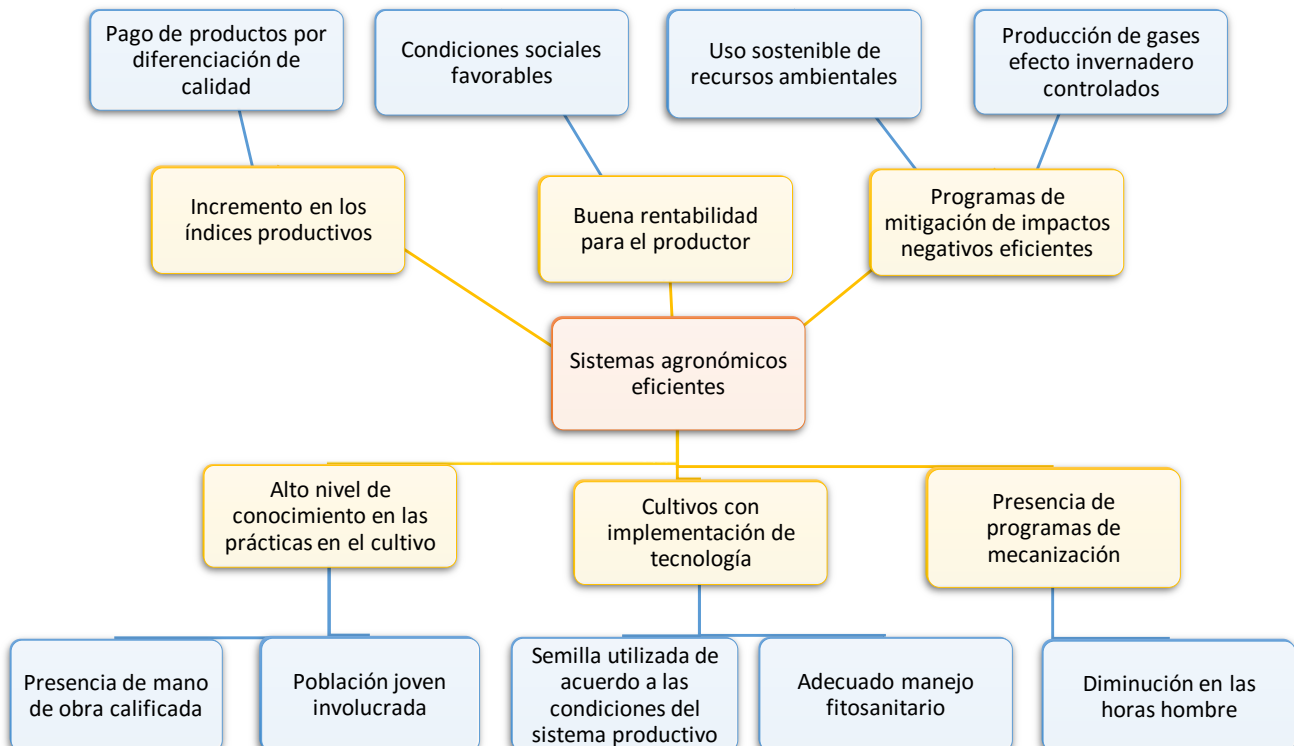 Pago de productos por
diferenciación de
calidad
Condiciones sociales
favorables
Uso sostenible de
recursos ambientales
Producción de gases
efecto invernadero
controlados
Incremento en los
índices productivos
Buena rentabilidad
para el productor
Programas de
mitigación de impactos
negativos eficientes
Sistemas agronómicos
eficientes
Alto nivel de
conocimiento en las
prácticas en el cultivo
Cultivos con
implementación de
tecnología
Presencia de
programas de
mecanización
Presencia de mano
de obra calificada
Población joven
involucrada
Semilla utilizada de
acuerdo a las
condiciones del
sistema productivo
Adecuado manejo
fitosanitario
Diminución en las
horas hombre